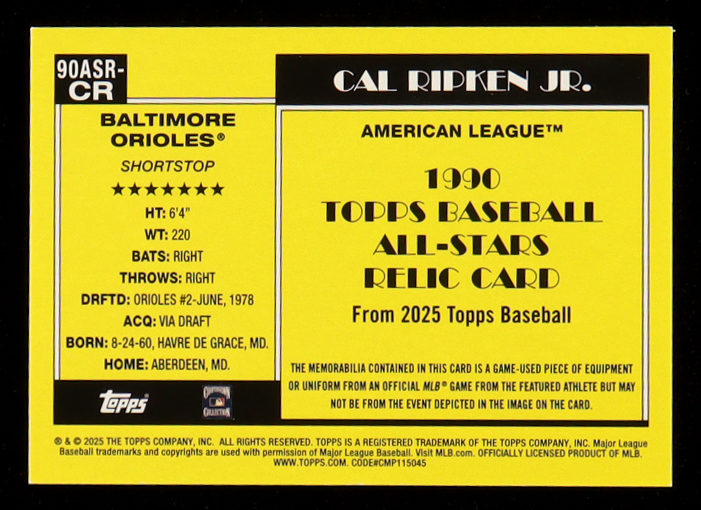 90ASR-
CR
CAL RIPKEN JR.
BALTIMORE
ORIOLES®
SHORTSTOP
★★★★★★★
HT: 6'4"
WT: 220
BATS: RIGHT
THROWS: RIGHT
DRFTD: ORIOLES #2-JUNE, 1978
ACQ: VIA DRAFT
BORN: 8-24-60, HAVRE DE GRACE, MD.
HOME: ABERDEEN, MD.
Topps®
COOPERSTOWN
COLLECTION
AMERICAN LEAGUE™
1990
TOPPS BASEBALL
ALL-STARS
RELIC CARD
From 2025 Topps Baseball
THE MEMORABILIA CONTAINED IN THIS CARD IS A GAME-USED PIECE OF EQUIPMENT
OR UNIFORM FROM AN OFFICIAL MLB® GAME FROM THE FEATURED ATHLETE BUT MAY
NOT BE FROM THE EVENT DEPICTED IN THE IMAGE ON THE CARD.
® & © 2025 THE TOPPS COMPANY, INC. ALL RIGHTS RESERVED. TOPPS IS A REGISTERED TRADEMARK OF THE TOPPS COMPANY, INC. Major League
Baseball trademarks and copyrights are used with permission of Major League Baseball. Visit MLB.com. OFFICIALLY LICENSED PRODUCT OF MLB.
WWW.TOPPS.COM. CODE#CMP115045